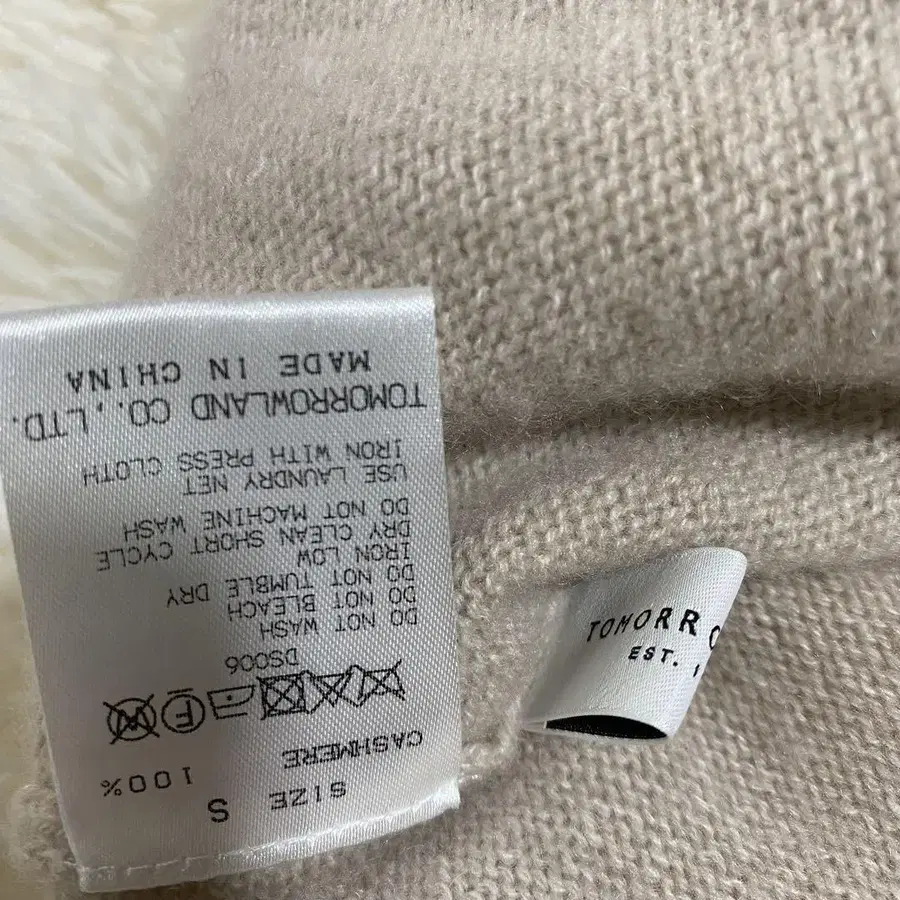 SIZE S
CASHMERE 100%
DS006
DO NOT WASH
DO NOT BLEACH
DO NOT TUMBLE DRY
IRON LOW
DRY CLEAN SHORT CYCLE
DO NOT MACHINE WASH
USE LAUNDRY NET
IRON WITH PRESS CLOTH
TOMORROWLAND CO.,LTD.
MADE IN CHINA
TOMORR
EST.